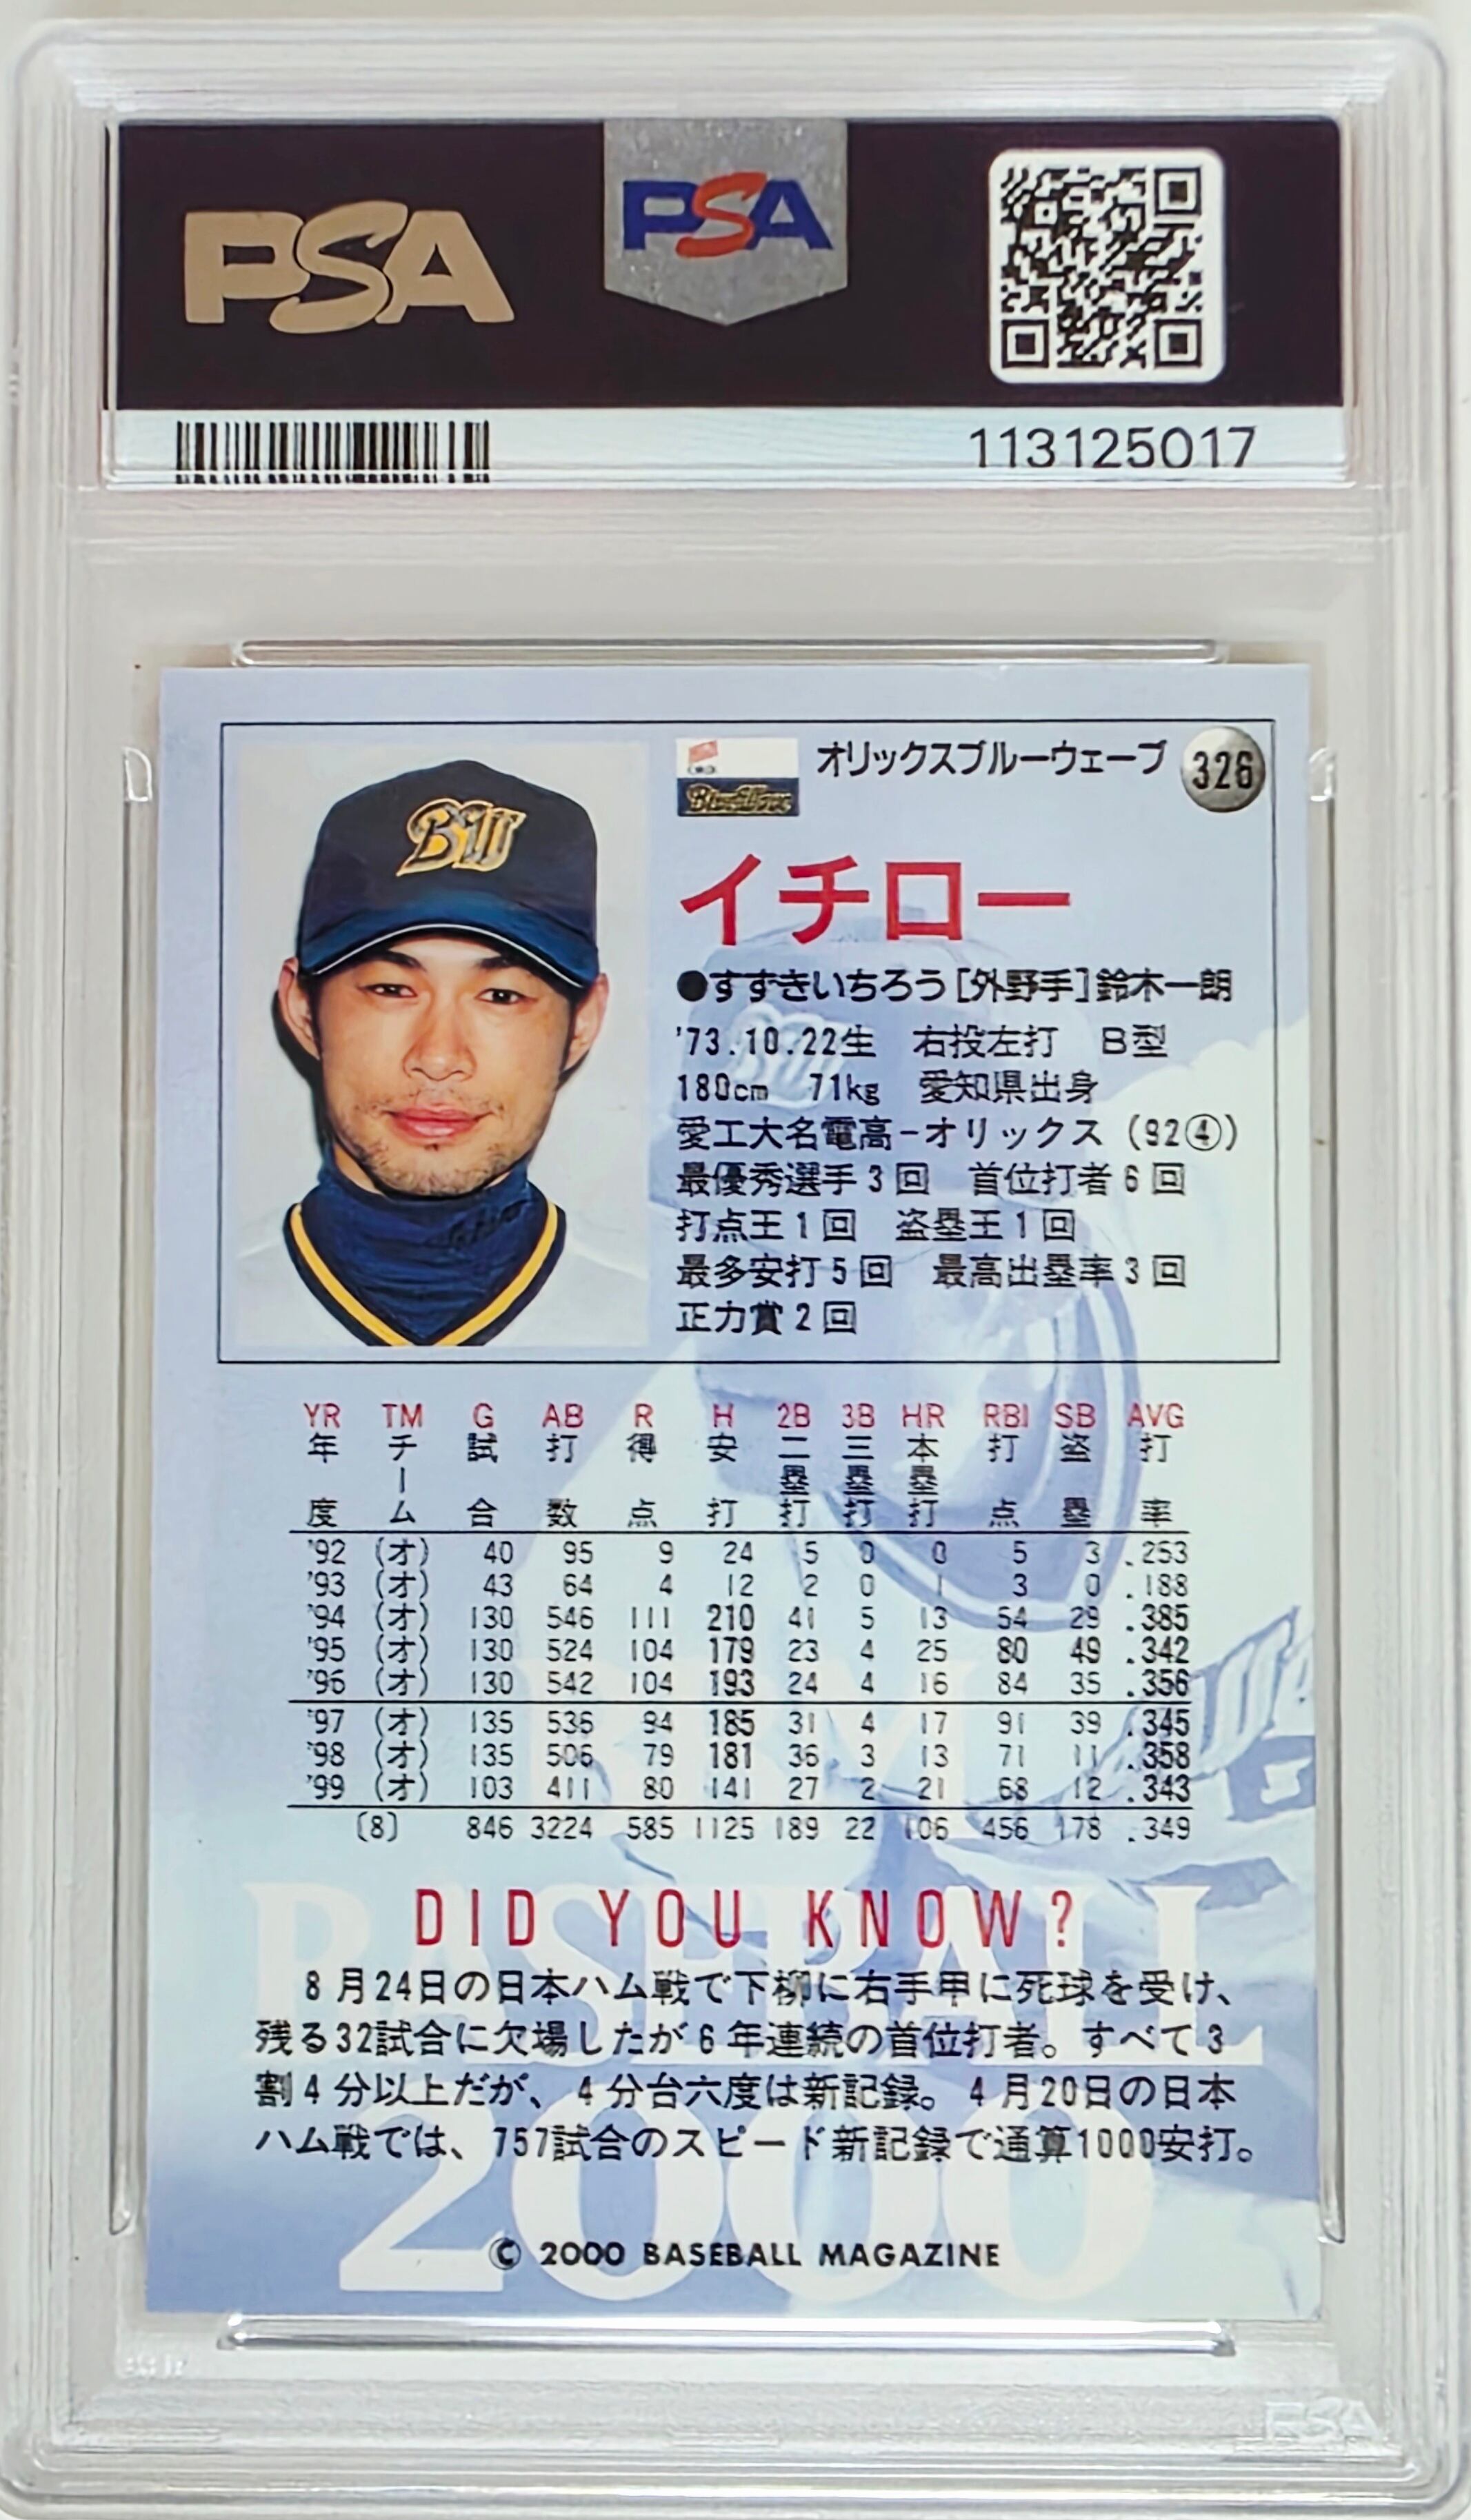 PSA
PSA
113125017
オリックスブルーウェーブ
326
BlueWave
BW
イチロー
●すずきいちろう[外野手]鈴木一朗
'73.10.22生 右投左打 B型
180cm 71kg 愛知県出身
愛工大名電高-オリックス(92④)
最優秀選手3回 首位打者6回
打点王1回 盗塁王1回
最多安打5回 最高出塁率3回
正力賞2回
YR TM G AB R H 2B 3B HR RBI SB AVG
年度 チーム 試合 打数 得点 安打 二塁打 三塁打 本塁打 打点 盗塁 打率
'92 (オ) 40 95 9 24 5 0 0 5 3 .253
'93 (オ) 43 64 4 12 2 0 1 3 0 .188
'94 (オ) 130 546 111 210 41 5 13 54 29 .385
'95 (オ) 130 524 104 179 23 4 25 80 49 .342
'96 (オ) 130 542 104 193 24 4 16 84 35 .356
'97 (オ) 135 536 94 185 31 4 17 91 39 .345
'98 (オ) 135 506 79 181 36 3 13 71 11 .358
'99 (オ) 103 411 80 141 27 2 21 68 12 .343
〔8〕 846 3224 585 1125 189 22 106 456 178 .349
BBM
BASEBALL
2000
DID YOU KNOW?
8月24日の日本ハム戦で下柳に右手甲に死球を受け、
残る32試合に欠場したが6年連続の首位打者。すべて3
割4分以上だが、4分台六度は新記録。4月20日の日本
ハム戦では、757試合のスピード新記録で通算1000安打。
© 2000 BASEBALL MAGAZINE
PSA